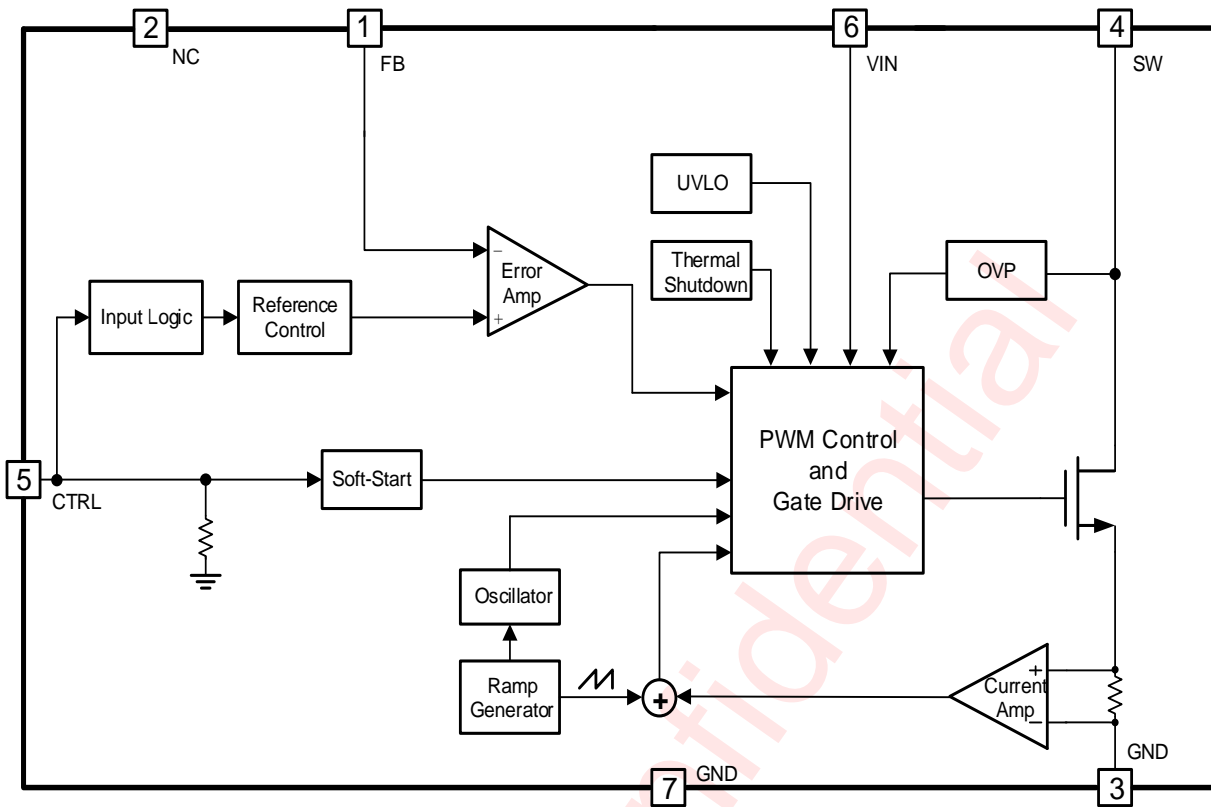 2
NC
1
FB
6
VIN
4
SW
UVLO
Thermal
Shutdown
OVP
−
Error
Amp
+
Input Logic
Reference
Control
PWM Control
and
Gate Drive
5
CTRL
Soft-Start
Oscillator
Ramp
Generator
+
+
Current
Amp
−
GND
7
GND
3
nfidential